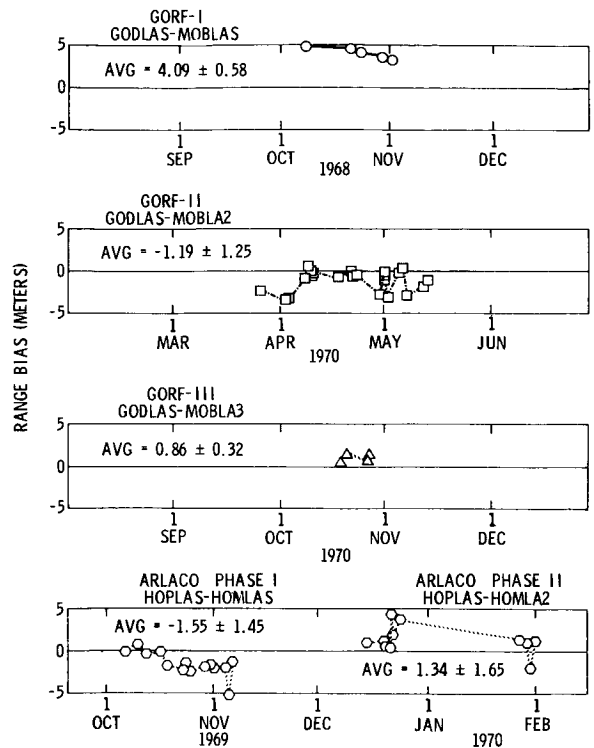 GORF-I
GODLAS-MOBLAS
5
AVG = 4.09 ± 0.58
0
-5
1 1 1 1
SEP OCT NOV DEC
1968
GORF-II
GODLAS-MOBLA2
5
AVG = -1.19 ± 1.25
0
-5
1 1 1 1
MAR APR MAY JUN
1970
RANGE BIAS (METERS)
GORF-III
GODLAS-MOBLA3
5
AVG = 0.86 ± 0.32
0
-5
1 1 1 1
SEP OCT NOV DEC
1970
ARLACO PHASE I ARLACO PHASE II
HOPLAS-HOMLAS HOPLAS-HOMLA2
5
AVG = -1.55 ± 1.45
0
AVG = 1.34 ± 1.65
-5
1 1 1 1 1
OCT NOV DEC JAN FEB
1969 1970